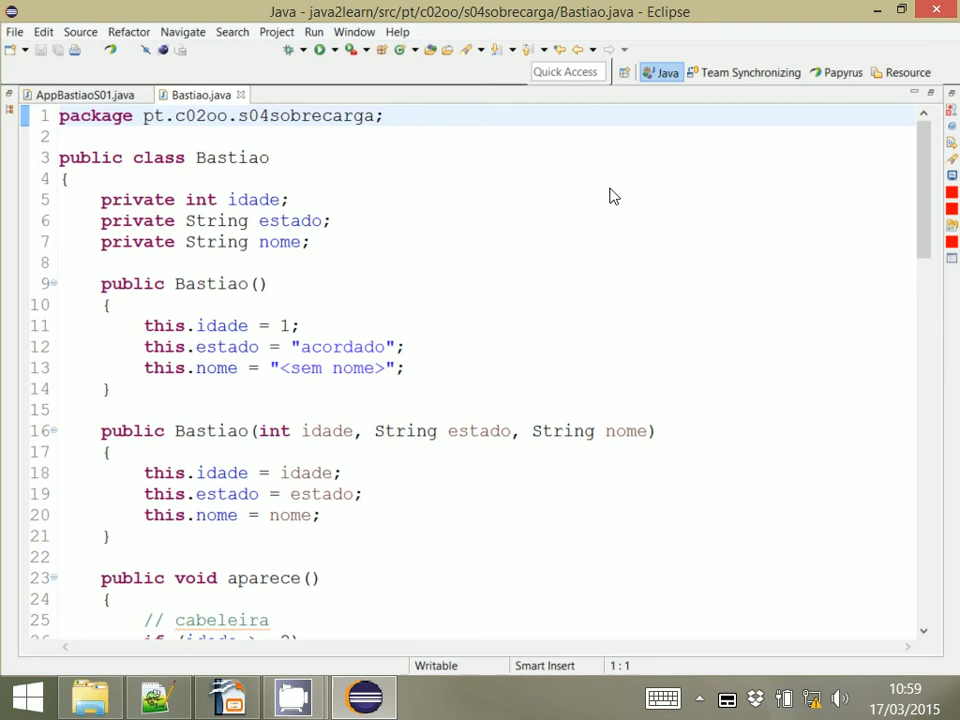 Java - java2learn/src/pt/c02oo/s04sobrecarga/Bastiao.java - Eclipse
File Edit Source Refactor Navigate Search Project Run Window Help
Quick Access
Java
Team Synchronizing
Papyrus
Resource
AppBastiaoS01.java
Bastiao.java
1 package pt.c02oo.s04sobrecarga;
2
3 public class Bastiao
4 {
5 private int idade;
6 private String estado;
7 private String nome;
8
9 public Bastiao()
10 {
11 this.idade = 1;
12 this.estado = "acordado";
13 this.nome = "<sem nome>";
14 }
15
16 public Bastiao(int idade, String estado, String nome)
17 {
18 this.idade = idade;
19 this.estado = estado;
20 this.nome = nome;
21 }
22
23 public void aparece()
24 {
25 // cabeleira
Writable
Smart Insert
1 : 1
10:59
17/03/2015